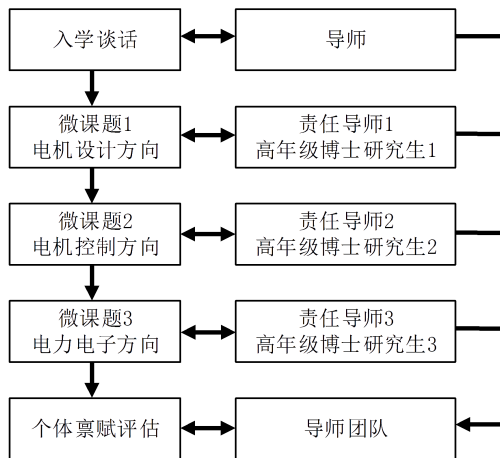 入学谈话
导师
微课题1
电机设计方向
责任导师1
高年级博士研究生1
微课题2
电机控制方向
责任导师2
高年级博士研究生2
微课题3
电力电子方向
责任导师3
高年级博士研究生3
个体禀赋评估
导师团队